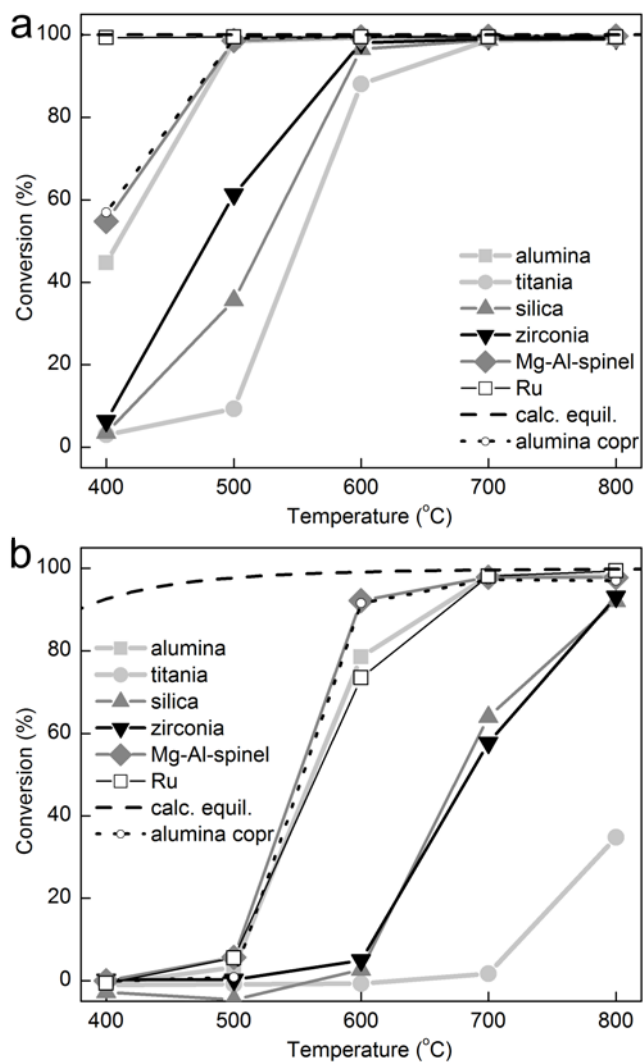 a
100
80
60
40
20
0
Conversion (%)
alumina
titania
silica
zirconia
Mg-Al-spinel
Ru
calc. equil.
alumina copr
400 500 600 700 800
Temperature (°C)
b
100
80
60
40
20
0
Conversion (%)
alumina
titania
silica
zirconia
Mg-Al-spinel
Ru
calc. equil.
alumina copr
400 500 600 700 800
Temperature (°C)